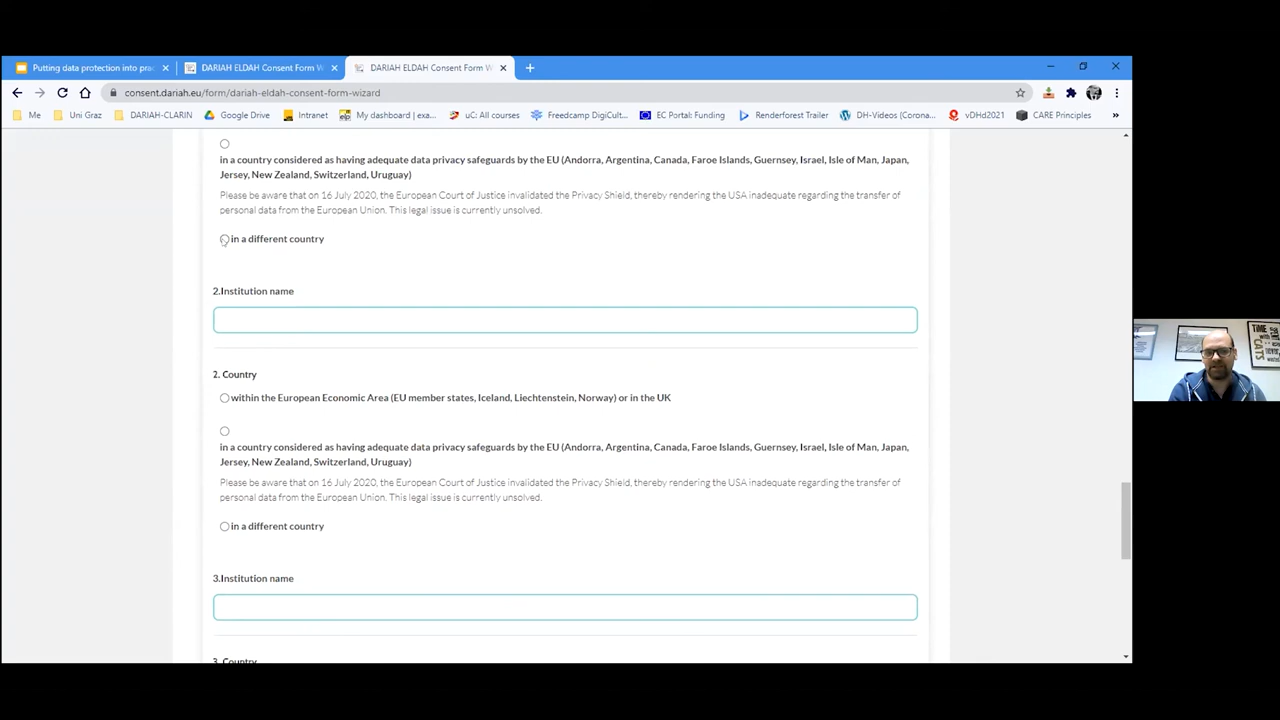 Putting data protection into pra
DARIAH ELDAH Consent Form W
DARIAH ELDAH Consent Form W
consent.dariah.eu/form/dariah-eldah-consent-form-wizard
Me
Uni Graz
DARIAH-CLARIN
Google Drive
Intranet
My dashboard | exa...
uC: All courses
Freedcamp DigiCult...
EC Portal: Funding
Renderforest Trailer
DH-Videos (Corona...
vDHd2021
CARE Principles
in a country considered as having adequate data privacy safeguards by the EU (Andorra, Argentina, Canada, Faroe Islands, Guernsey, Israel, Isle of Man, Japan,
Jersey, New Zealand, Switzerland, Uruguay)
Please be aware that on 16 July 2020, the European Court of Justice invalidated the Privacy Shield, thereby rendering the USA inadequate regarding the transfer of
personal data from the European Union. This legal issue is currently unsolved.
in a different country
2.Institution name
2. Country
within the European Economic Area (EU member states, Iceland, Liechtenstein, Norway) or in the UK
in a country considered as having adequate data privacy safeguards by the EU (Andorra, Argentina, Canada, Faroe Islands, Guernsey, Israel, Isle of Man, Japan,
Jersey, New Zealand, Switzerland, Uruguay)
Please be aware that on 16 July 2020, the European Court of Justice invalidated the Privacy Shield, thereby rendering the USA inadequate regarding the transfer of
personal data from the European Union. This legal issue is currently unsolved.
in a different country
3.Institution name
3. Country
TIME
CATS